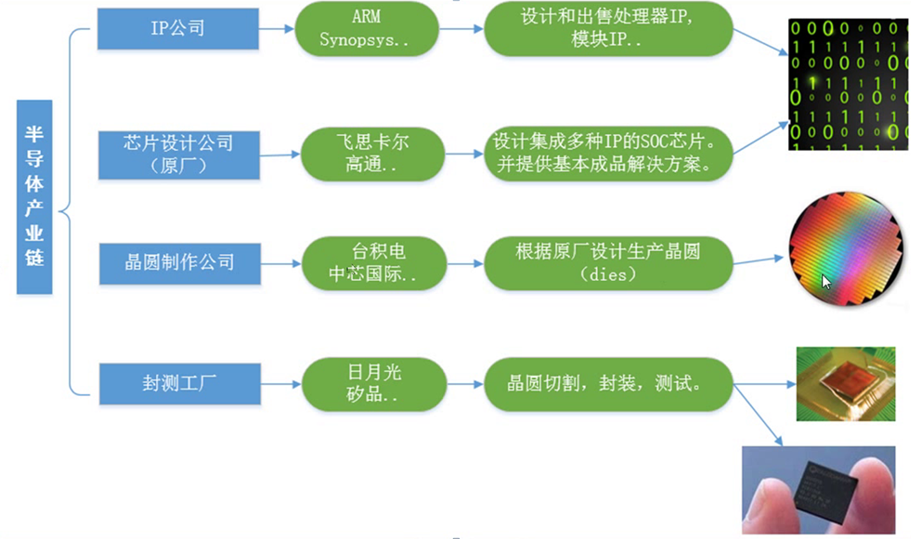 半导体产业链
IP公司
ARM
Synopsys..
设计和出售处理器IP,
模块IP..
芯片设计公司
（原厂）
飞思卡尔
高通..
设计集成多种IP的SOC芯片。
并提供基本成品解决方案。
晶圆制作公司
台积电
中芯国际..
根据原厂设计生产晶圆
（dies）
封测工厂
日月光
矽品..
晶圆切割，封装，测试。